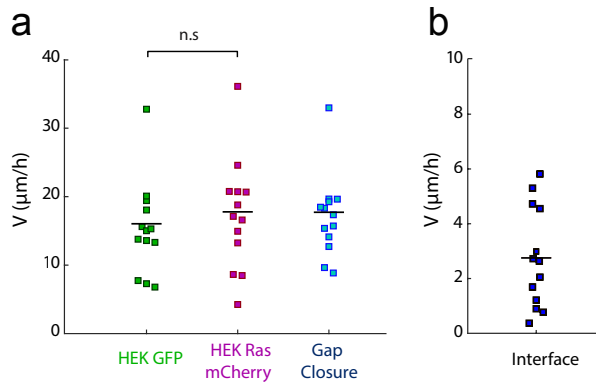 a
n.s
V (μm/h)
40
30
20
10
0
HEK GFP
HEK Ras
mCherry
Gap
Closure
b
V (μm/h)
10
8
6
4
2
0
Interface